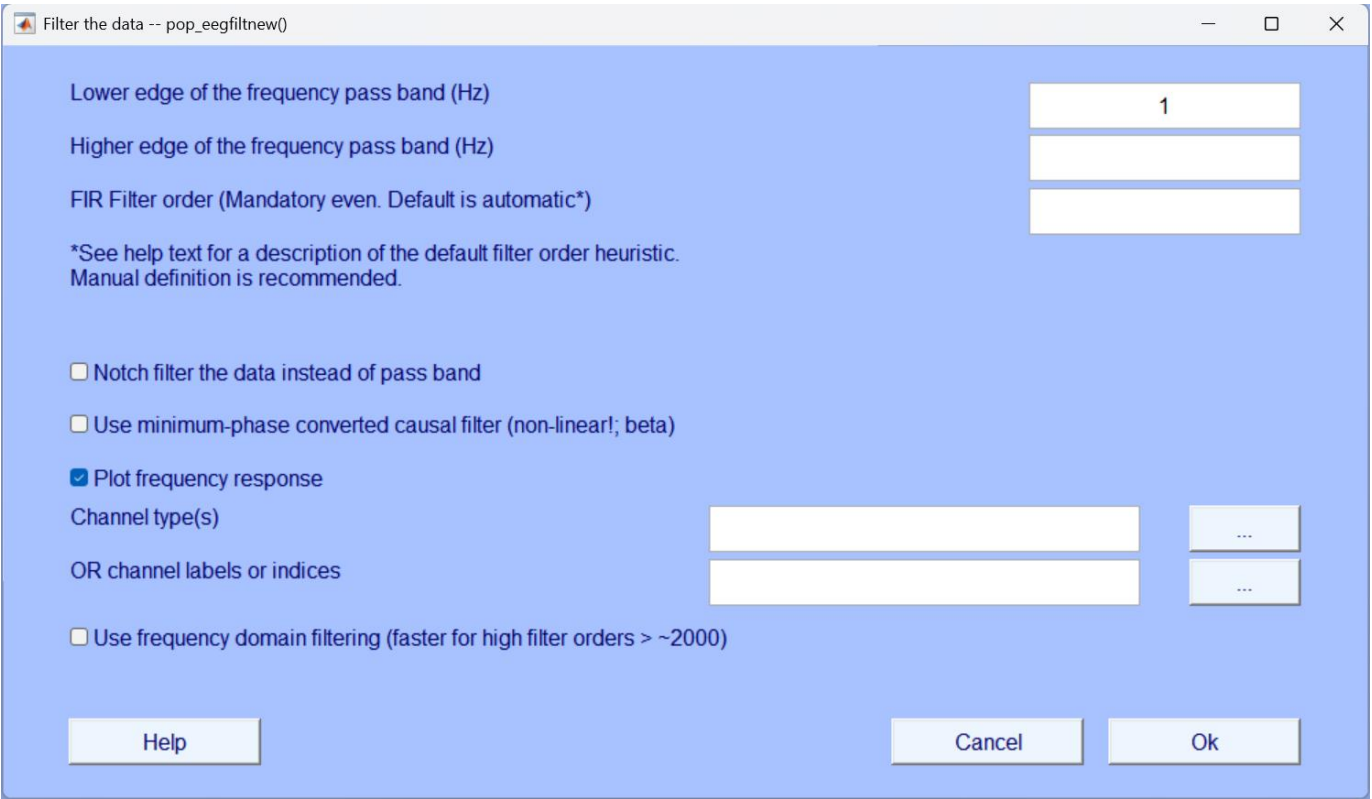 Filter the data -- pop_eegfiltnew()
Lower edge of the frequency pass band (Hz)
1
Higher edge of the frequency pass band (Hz)
FIR Filter order (Mandatory even. Default is automatic*)
*See help text for a description of the default filter order heuristic.
Manual definition is recommended.
Notch filter the data instead of pass band
Use minimum-phase converted causal filter (non-linear!; beta)
Plot frequency response
Channel type(s)
...
OR channel labels or indices
...
Use frequency domain filtering (faster for high filter orders > ~2000)
Help
Cancel
Ok